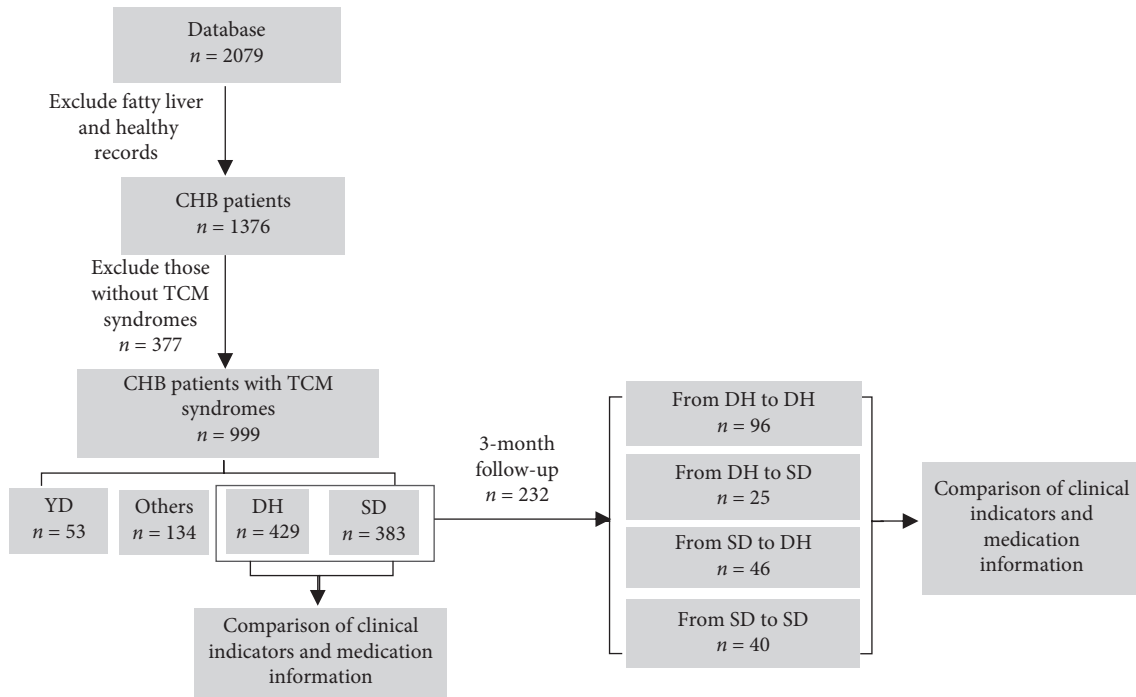 Database
n = 2079
Exclude fatty liver
and healthy
records
CHB patients
n = 1376
Exclude those
without TCM
syndromes
n = 377
CHB patients with TCM
syndromes
n = 999
YD
n = 53
Others
n = 134
DH
n = 429
SD
n = 383
Comparison of clinical
indicators and medication
information
3-month
follow-up
n = 232
From DH to DH
n = 96
From DH to SD
n = 25
From SD to DH
n = 46
From SD to SD
n = 40
Comparison of clinical
indicators and
medication
information